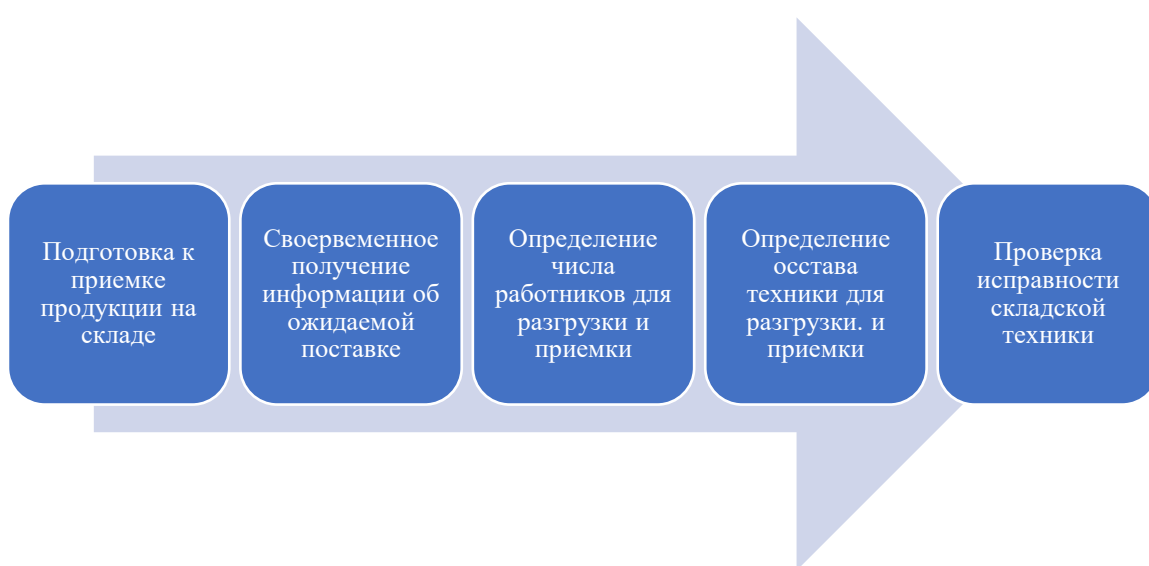 Подготовка к
приемке
продукции на
складе
Своервеменное
получение
информации об
ожидаемой
поставке
Определение
числа
работников для
разгрузки и
приемки
Определение
осстава
техники для
разгрузки. и
приемки
Проверка
исправности
складской
техники